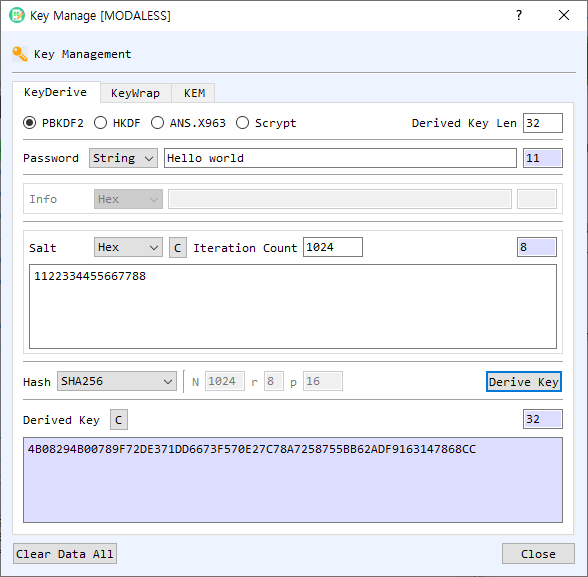 Key Manage [MODALESS]
Key Management
KeyDerive KeyWrap KEM
PBKDF2 HKDF ANS.X963 Scrypt Derived Key Len 32
Password String Hello world 11
Info Hex
Salt Hex C Iteration Count 1024 8
1122334455667788
Hash SHA256 N 1024 r 8 p 16 Derive Key
Derived Key C 32
4B08294B00789F72DE371DD6673F570E27C78A7258755BB62ADF9163147868CC
Clear Data All Close